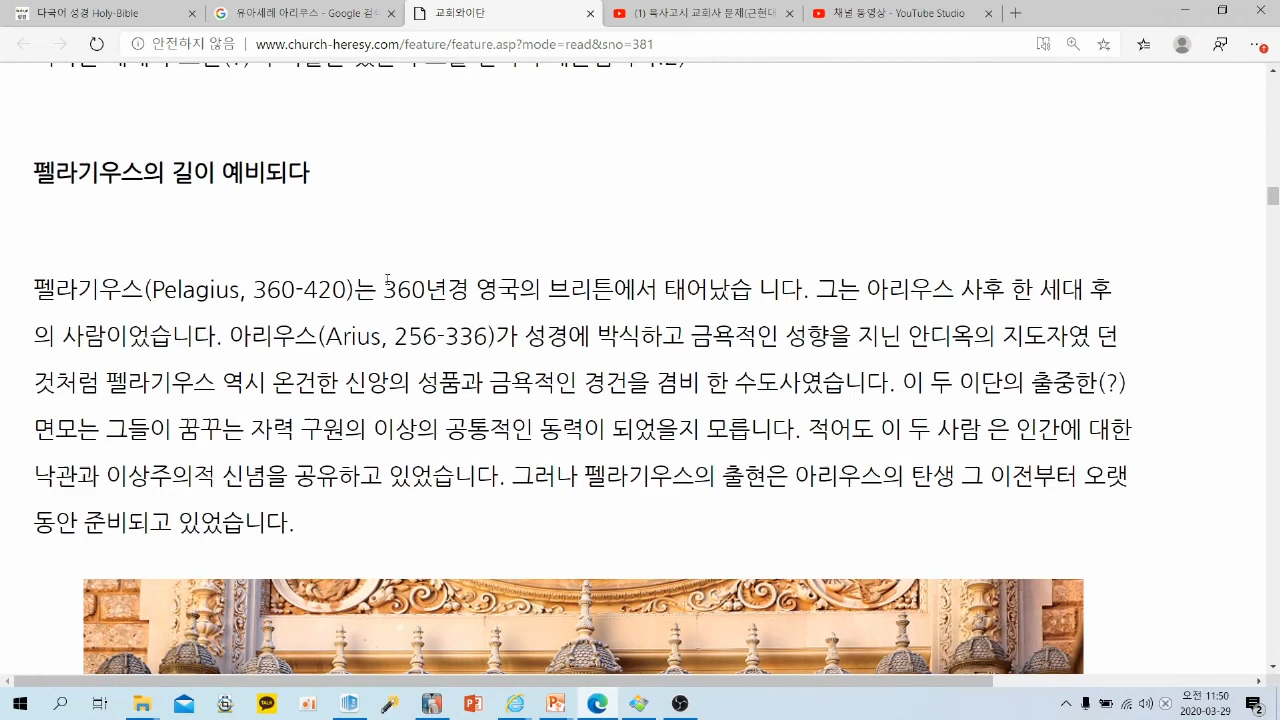 다국어 성경 Holy-Bible
유아세례 아리우스 - Google 검색
교회와이단
(1) 목사고시 교회사 문제(근현대
채널 동영상 - YouTube Studio
안전하지 않음 | www.church-heresy.com/feature/feature.asp?mode=read&sno=381
펠라기우스의 길이 예비되다
펠라기우스(Pelagius, 360-420)는 360년경 영국의 브리튼에서 태어났습 니다. 그는 아리우스 사후 한 세대 후
의 사람이었습니다. 아리우스(Arius, 256-336)가 성경에 박식하고 금욕적인 성향을 지닌 안디옥의 지도자였 던
것처럼 펠라기우스 역시 온건한 신앙의 성품과 금욕적인 경건을 겸비 한 수도사였습니다. 이 두 이단의 출중한(?)
면모는 그들이 꿈꾸는 자력 구원의 이상의 공통적인 동력이 되었을지 모릅니다. 적어도 이 두 사람 은 인간에 대한
낙관과 이상주의적 신념을 공유하고 있었습니다. 그러나 펠라기우스의 출현은 아리우스의 탄생 그 이전부터 오랫
동안 준비되고 있었습니다.
TALK
오전 11:50
2020-03-29
2